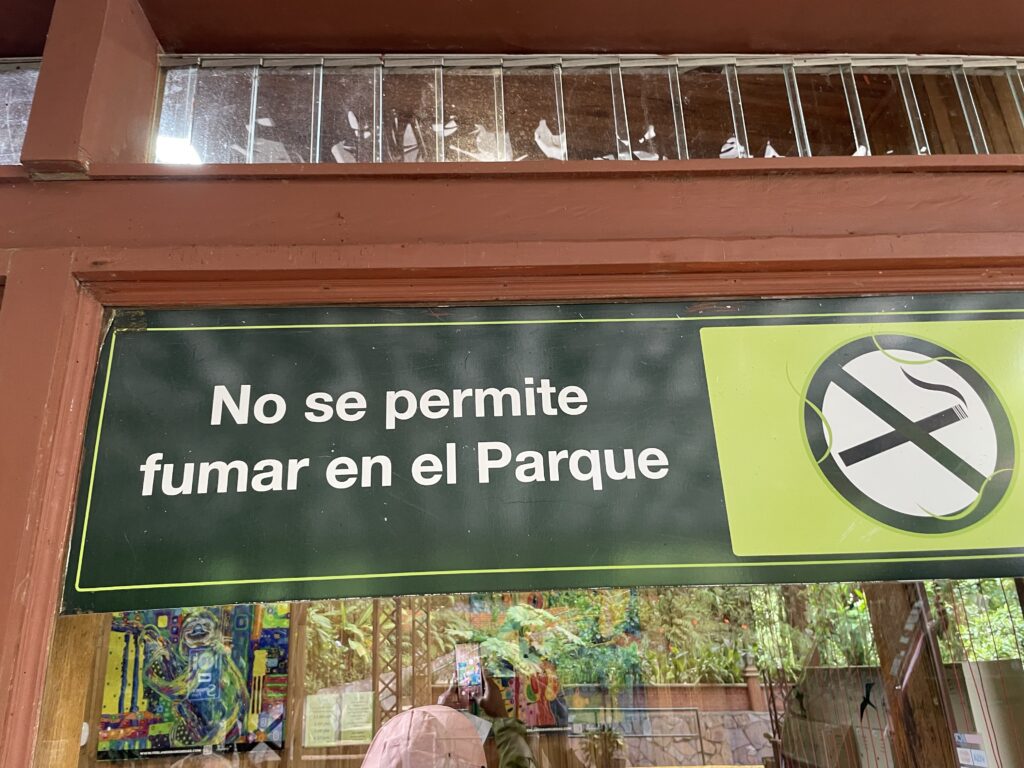 No se permite
fumar en el Parque